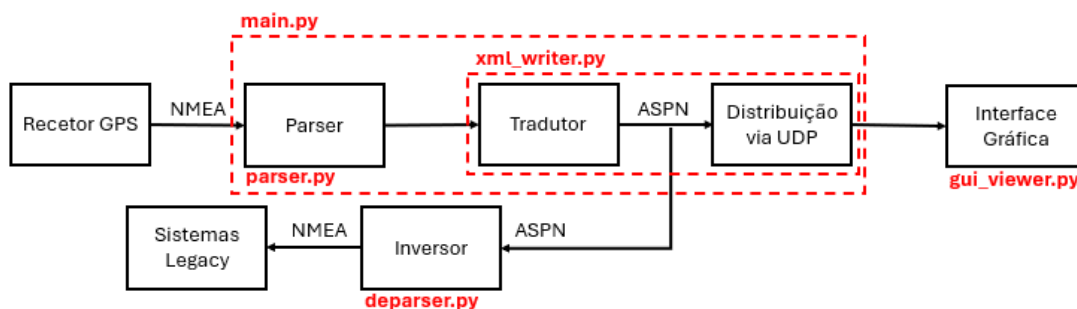 main.py
xml_writer.py
Recetor GPS
NMEA
Parser
Tradutor
ASPN
Distribuição
via UDP
Interface
Gráfica
parser.py
gui_viewer.py
Sistemas
Legacy
NMEA
Inversor
ASPN
deparser.py